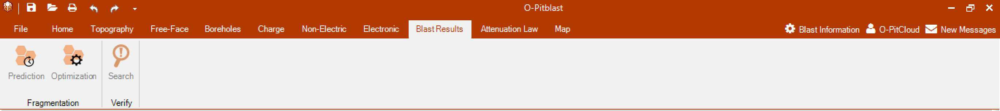 O-Pitblast
File Home Topography Free-Face Boreholes Charge Non-Electric Electronic Blast Results Attenuation Law Map Blast Information O-PitCloud New Messages
Prediction Optimization Search
Fragmentation Verify